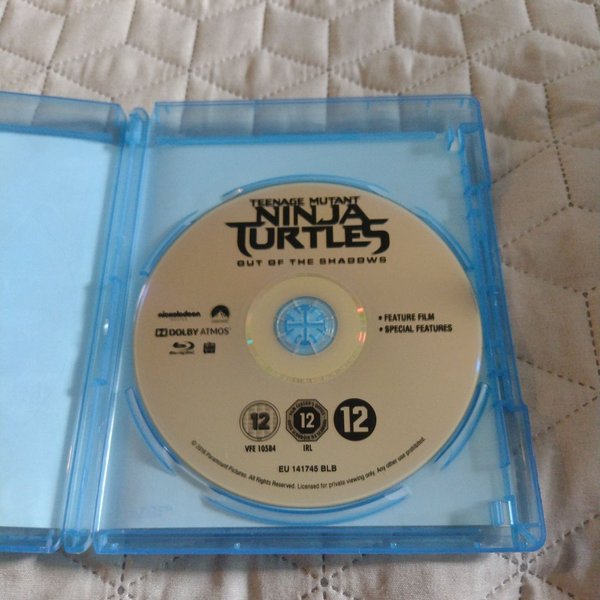 TEENAGE MUTANT
NINJA
TURTLES
OUT OF THE SHADOWS
nickelodeon
DOLBY ATMOS
• FEATURE FILM
• SPECIAL FEATURES
12
12
12
VFE 10584
IRL
EU 141745 BLB
© 2016 Paramount Pictures. All Rights Reserved. Licensed for private viewing only. Any other use prohibited.